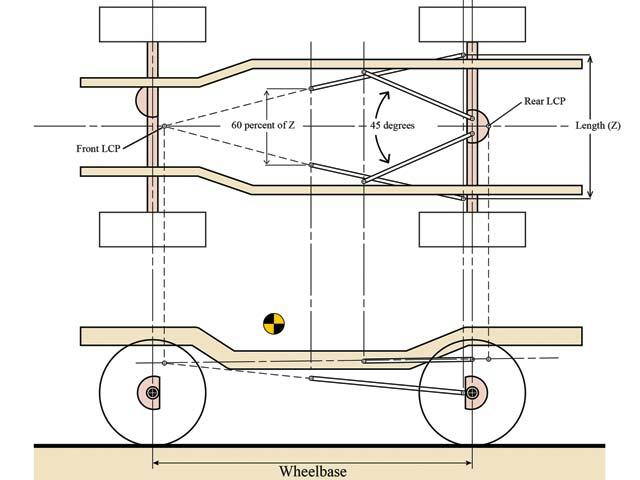 Rear LCP
60 percent of Z
45 degrees
Length (Z)
Front LCP
Wheelbase